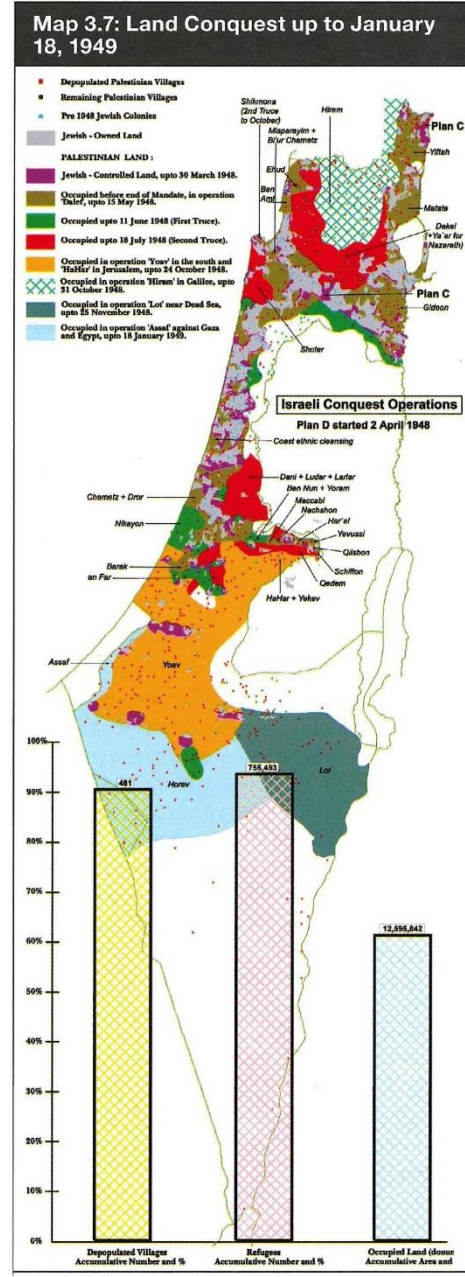 Map 3.7: Land Conquest up to January
18, 1949
Depopulated Palestinian Villages
Remaining Palestinian Villages
Pre 1948 Jewish Colonies
Jewish - Owned Land
PALESTINIAN LAND :
Jewish - Controlled Land, upto 30 March 1948.
Occupied before end of Mandate, in operation
'Dalet', upto 15 May 1948.
Occupied upto 11 June 1948 (First Truce).
Occupied upto 18 July 1948 (Second Truce).
Occupied in operation 'Yoav' in the south and
'HaHar' in Jerusalem, upto 24 October 1948.
Occupied in operation 'Hiram' in Galilee, upto
31 October 1948.
Occupied in operation 'Lot' near Dead Sea,
upto 25 November 1948.
Occupied in operation 'Assaf' against Gaza
and Egypt, upto 18 January 1949.
Shikmona
(2nd Truce
to October)
Hiram
Misparayim +
Bi'ur Chametz
Plan C
Yiftah
Ehud
Ben
Ami
Matate
Dekel
(+Ya'ar for
Nazareth)
Plan C
Gideon
Shoter
Israeli Conquest Operations
Plan D started 2 April 1948
Coast ethnic cleansing
Dani + Ludar + Larlar
Ben Nun + Yoram
Maccabi
Nachshon
Har'el
Yevussi
Qilshon
Schiffon
Qedem
HaHar + Yekev
Chametz + Dror
Nikayon
Barak
an Far
Assaf
Yoav
Horev
Lot
100%
90%
80%
70%
60%
50%
40%
30%
20%
10%
0%
481
755,493
12,595,842
Depopulated Villages
Accumulative Number and %
Refugees
Accumulative Number and %
Occupied Land (donum
Accumulative Area and